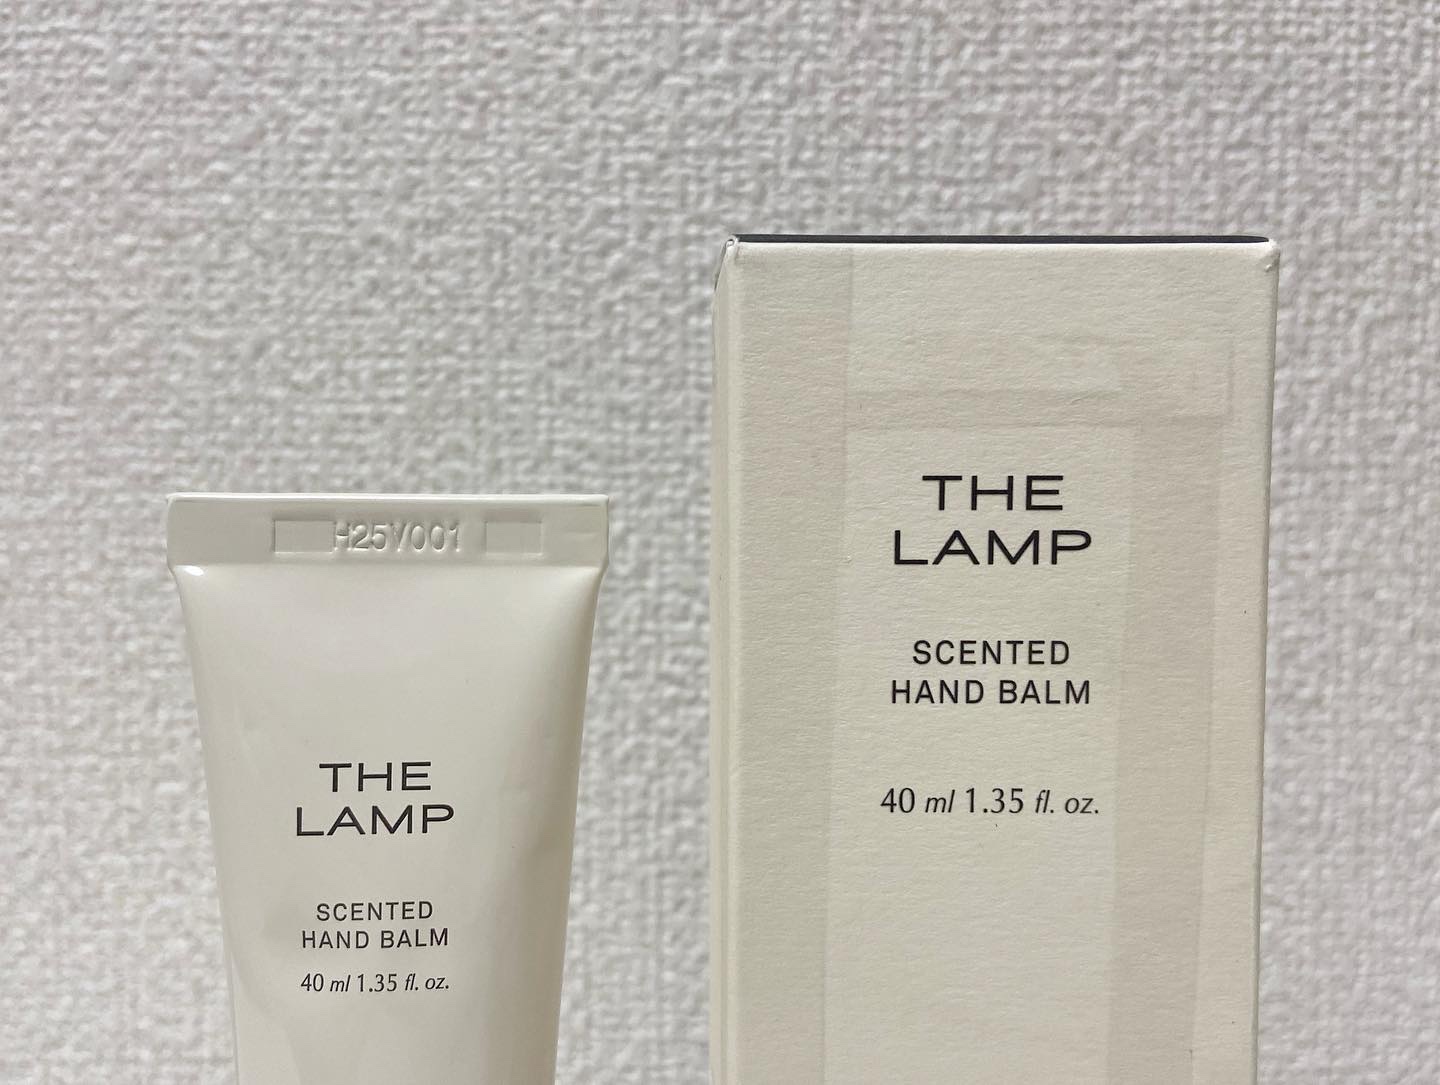 H25V001
THE
LAMP
SCENTED
HAND BALM
40 ml 1.35 fl. oz.
THE
LAMP
SCENTED
HAND BALM
40 ml 1.35 fl. oz.